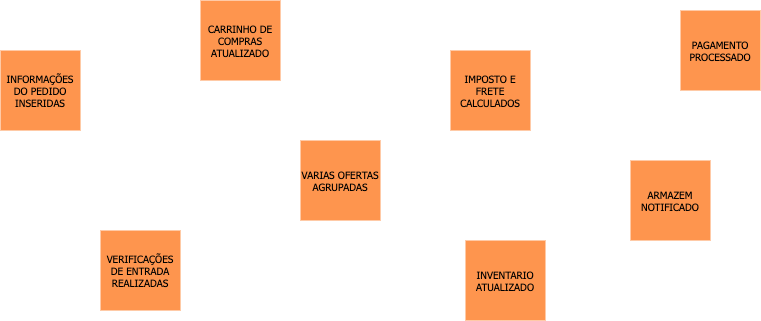 CARRINHO DE
COMPRAS
ATUALIZADO
PAGAMENTO
PROCESSADO
INFORMAÇÕES
DO PEDIDO
INSERIDAS
IMPOSTO E
FRETE
CALCULADOS
VARIAS OFERTAS
AGRUPADAS
ARMAZEM
NOTIFICADO
VERIFICAÇÕES
DE ENTRADA
REALIZADAS
INVENTARIO
ATUALIZADO